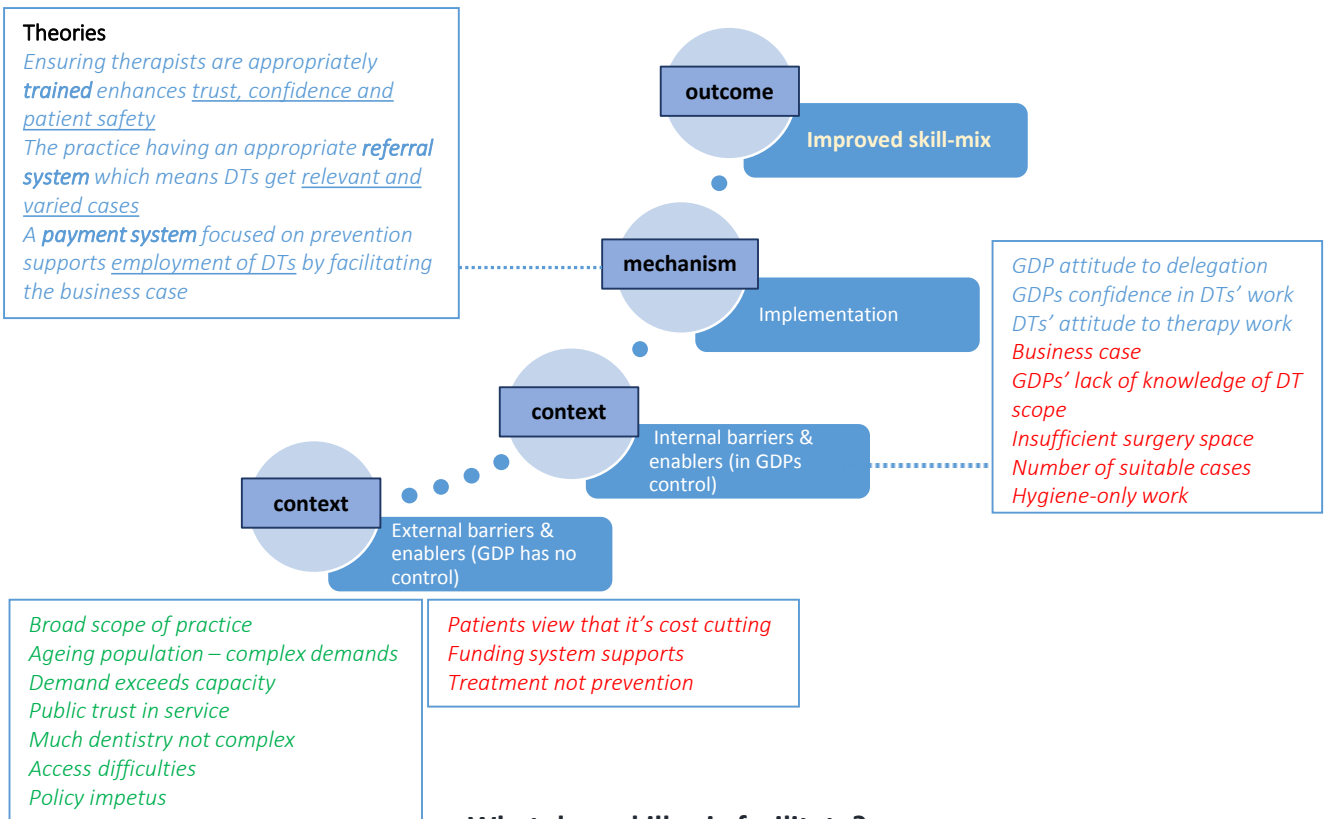 Theories
Ensuring therapists are appropriately
trained enhances trust, confidence and
patient safety
The practice having an appropriate referral
system which means DTs get relevant and
varied cases
A payment system focused on prevention
supports employment of DTs by facilitating
the business case
outcome
Improved skill-mix
mechanism
Implementation
GDP attitude to delegation
GDPs confidence in DTs’ work
DTs’ attitude to therapy work
Business case
GDPs’ lack of knowledge of DT
scope
Insufficient surgery space
Number of suitable cases
Hygiene-only work
context
Internal barriers &
enablers (in GDPs
control)
context
External barriers &
enablers (GDP has no
control)
Broad scope of practice
Ageing population – complex demands
Demand exceeds capacity
Public trust in service
Much dentistry not complex
Access difficulties
Policy impetus
Patients view that it’s cost cutting
Funding system supports
Treatment not prevention